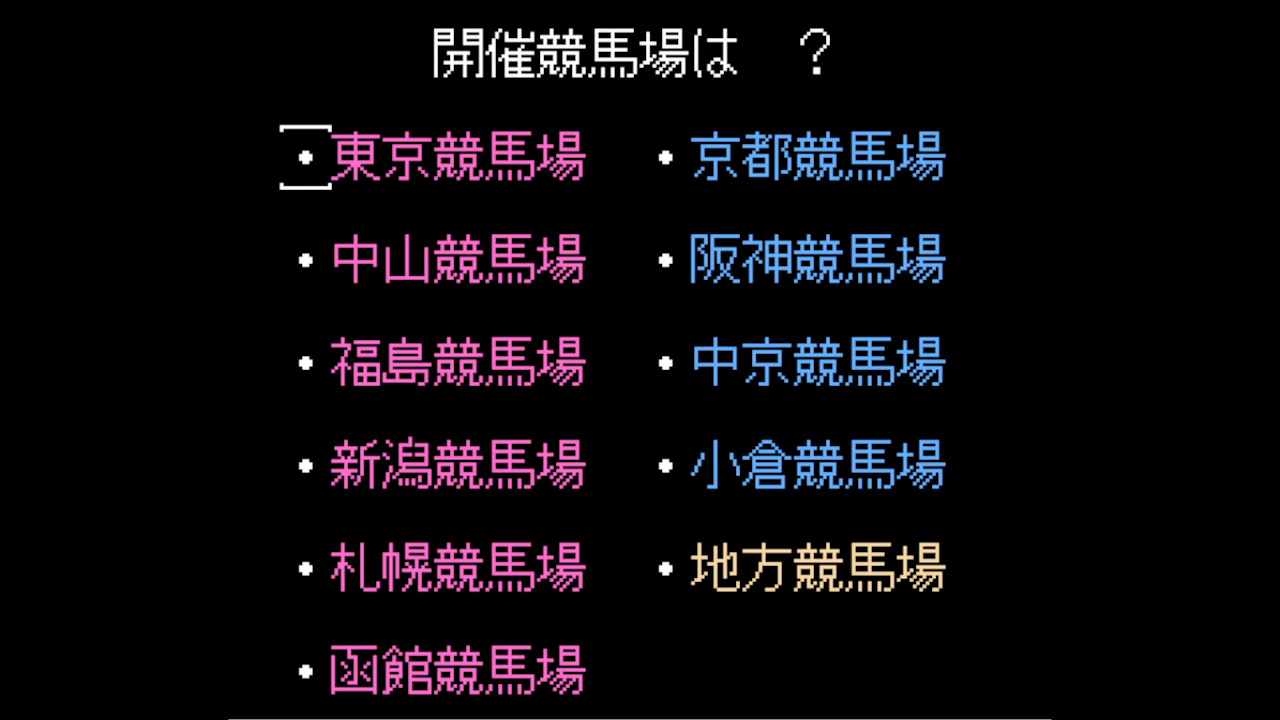 開催競馬場は　？
・東京競馬場　・京都競馬場
・中山競馬場　・阪神競馬場
・福島競馬場　・中京競馬場
・新潟競馬場　・小倉競馬場
・札幌競馬場　・地方競馬場
・函館競馬場